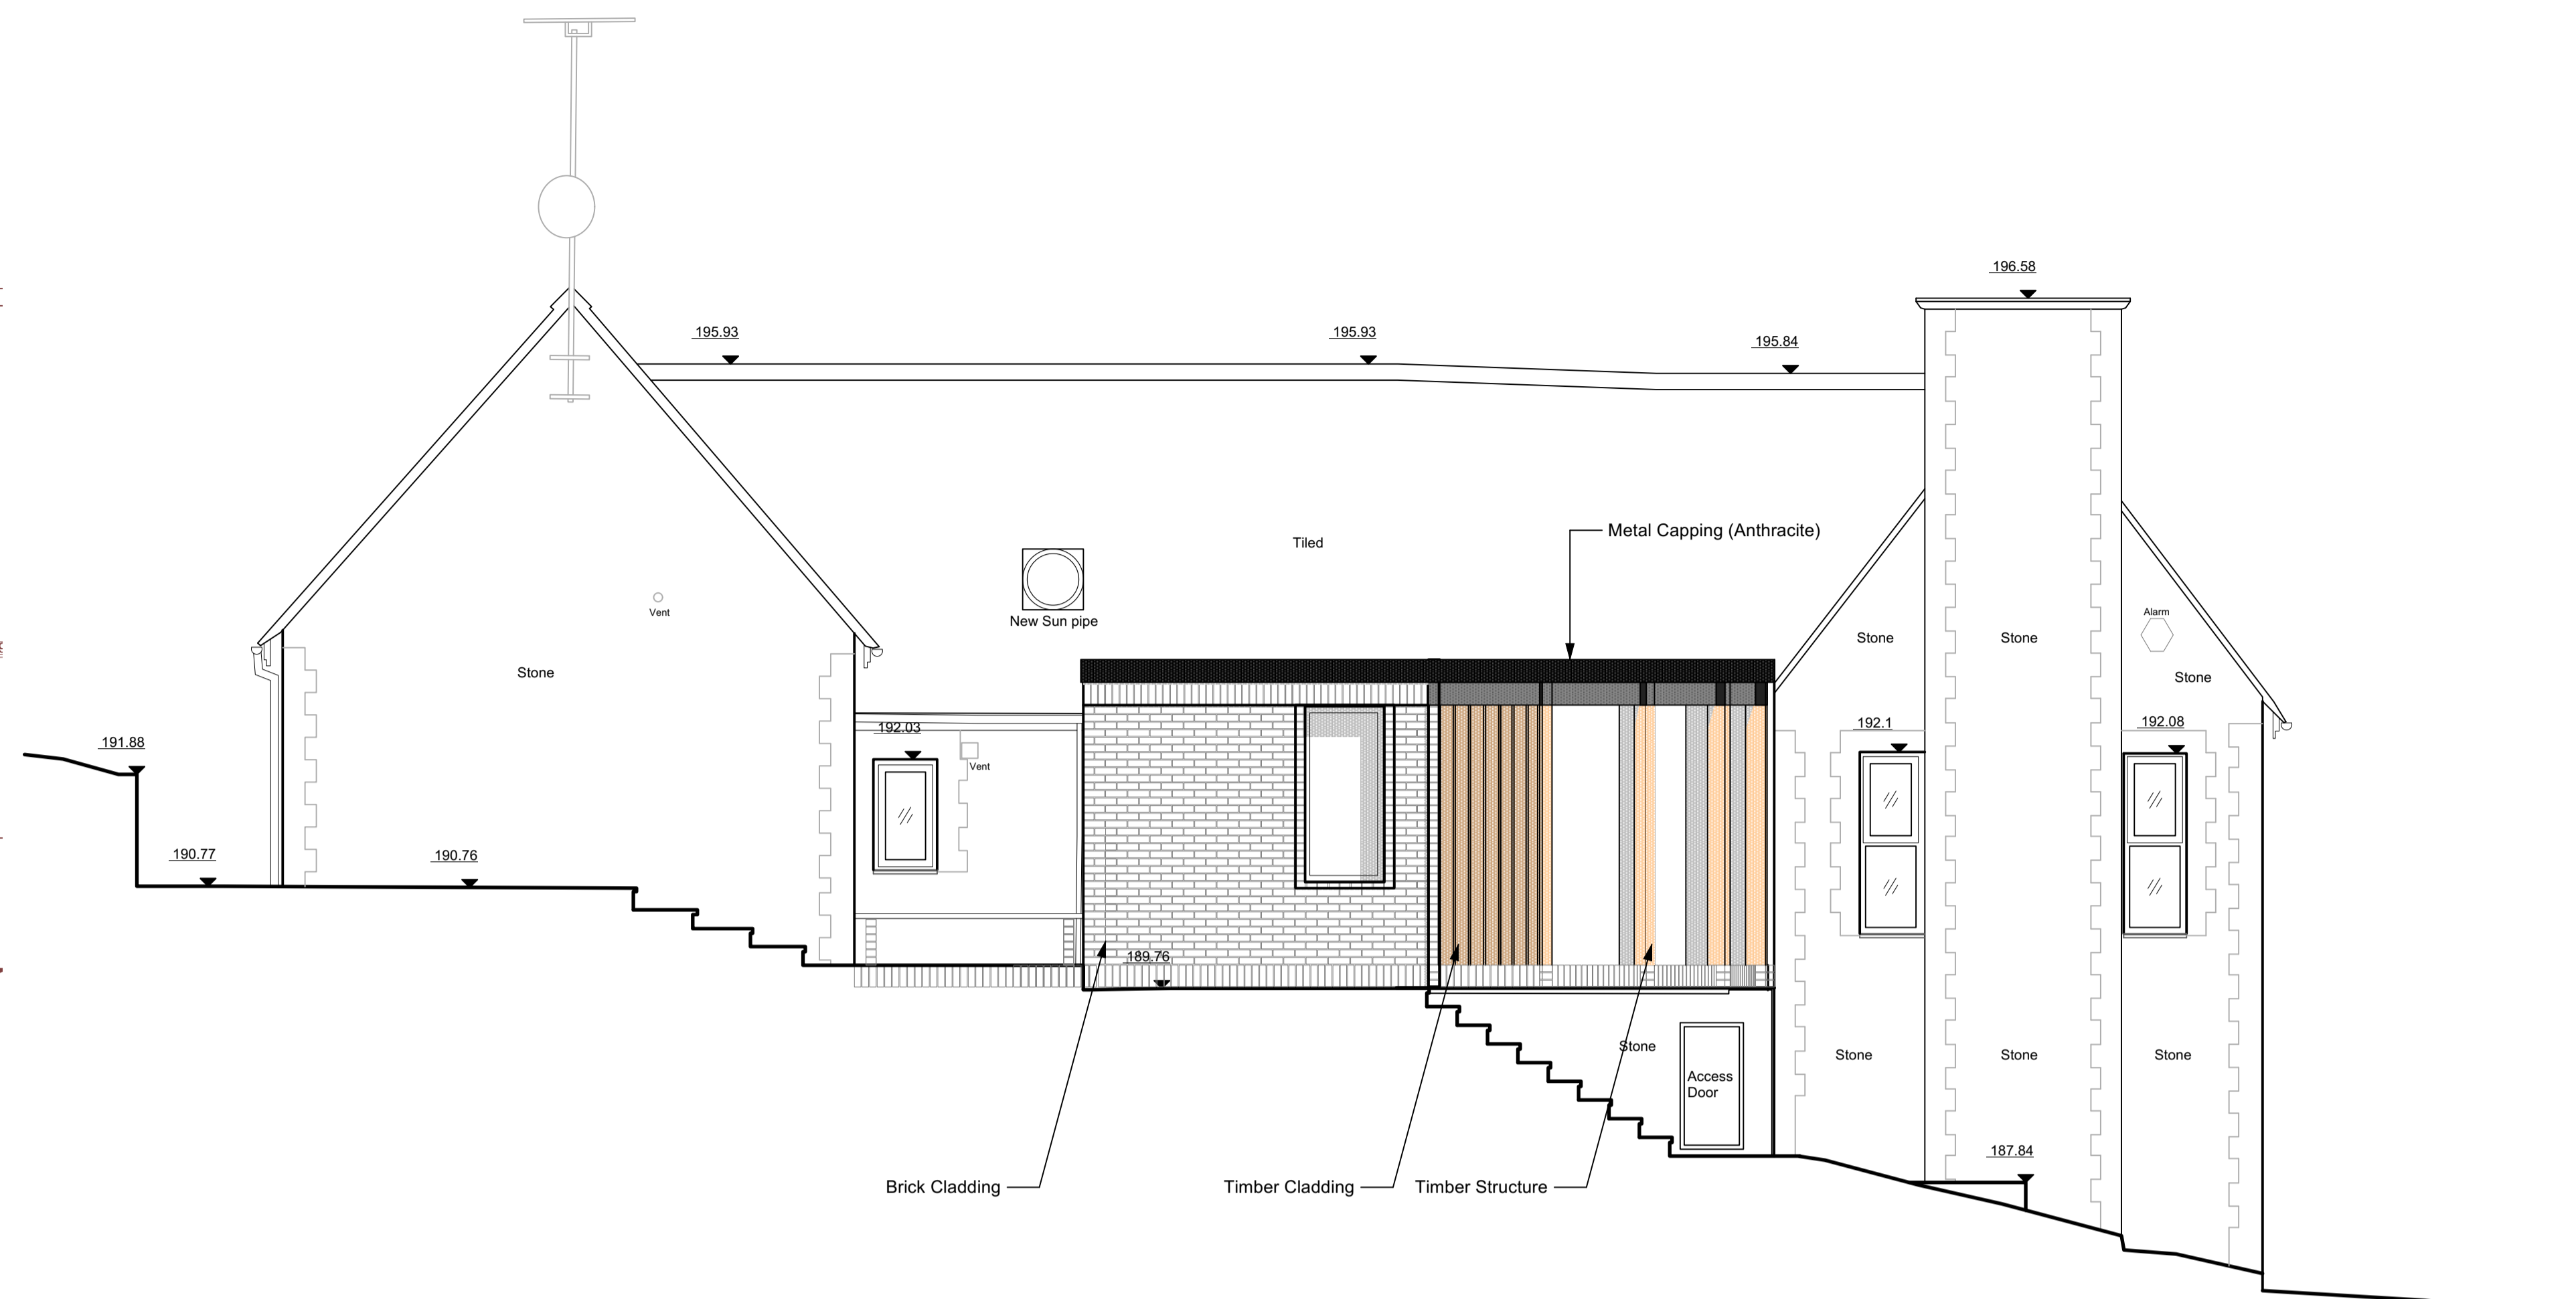 196.58
195.93
195.93
195.84
Metal Capping (Anthracite)
Tiled
Vent
New Sun pipe
Alarm
Stone
Stone
Stone
Stone
192.03
192.1
192.08
191.88
Vent
190.77
190.76
189.76
Stone
Stone
Stone
Stone
Access
Door
187.84
Brick Cladding
Timber Cladding
Timber Structure